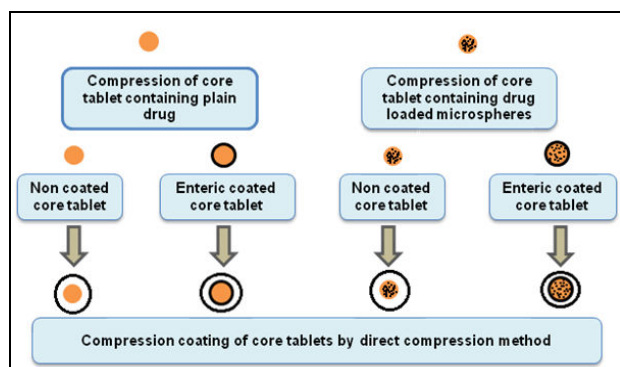 Compression of core
tablet containing plain
drug
Compression of core
tablet containing drug
loaded microspheres
Non coated
core tablet
Enteric coated
core tablet
Non coated
core tablet
Enteric coated
core tablet
Compression coating of core tablets by direct compression method